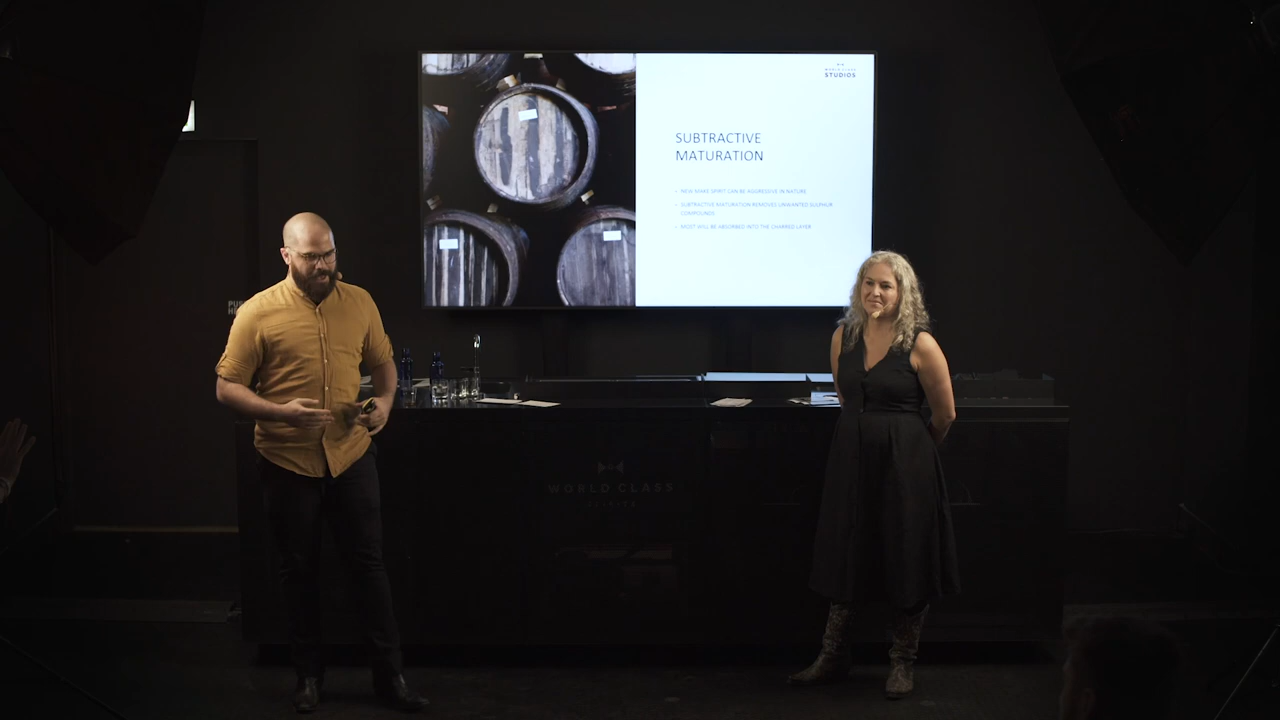 WORLD CLASS
STUDIOS
SUBTRACTIVE
MATURATION
• NEW MAKE SPIRIT CAN BE AGGRESSIVE IN NATURE
• SUBTRACTIVE MATURATION REMOVES UNWANTED SULPHUR
COMPOUNDS
• MOST WILL BE ABSORBED INTO THE CHARRED LAYER
WORLD CLASS